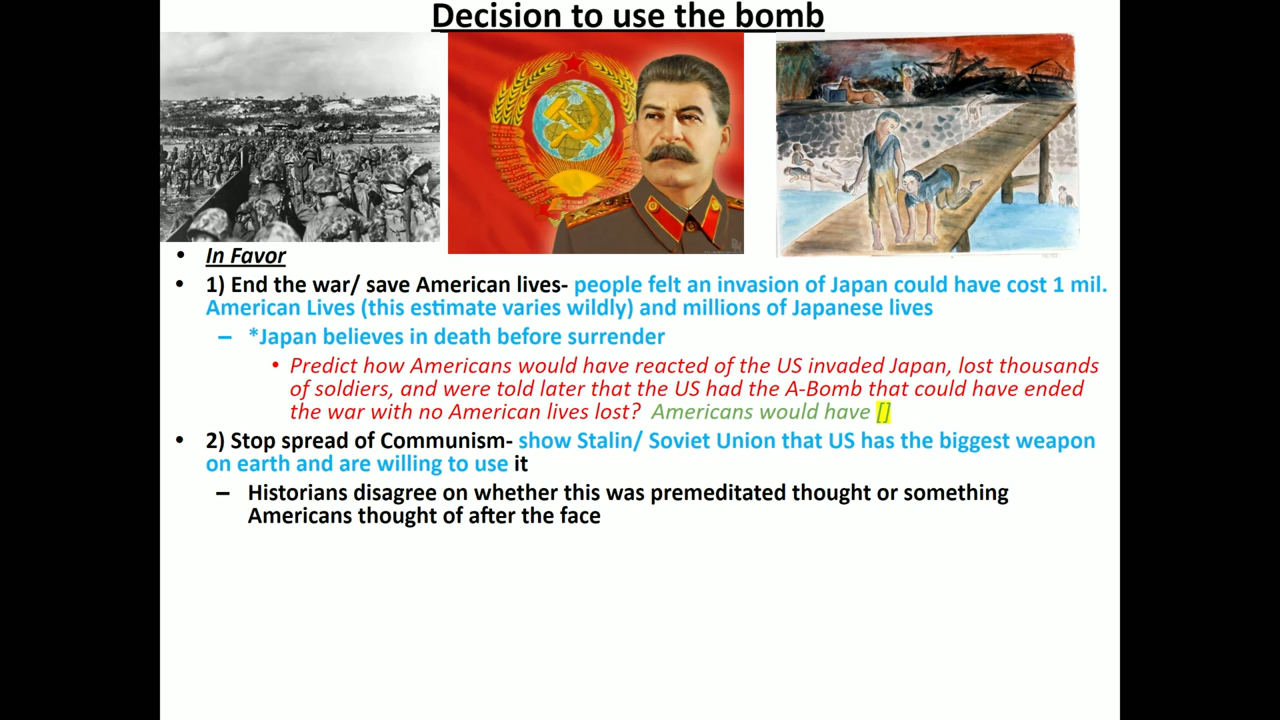 Decision to use the bomb
• In Favor
• 1) End the war/ save American lives- people felt an invasion of Japan could have cost 1 mil.
American Lives (this estimate varies wildly) and millions of Japanese lives
– *Japan believes in death before surrender
• Predict how Americans would have reacted of the US invaded Japan, lost thousands
of soldiers, and were told later that the US had the A-Bomb that could have ended
the war with no American lives lost? Americans would have []
• 2) Stop spread of Communism- show Stalin/ Soviet Union that US has the biggest weapon
on earth and are willing to use it
– Historians disagree on whether this was premeditated thought or something
Americans thought of after the face